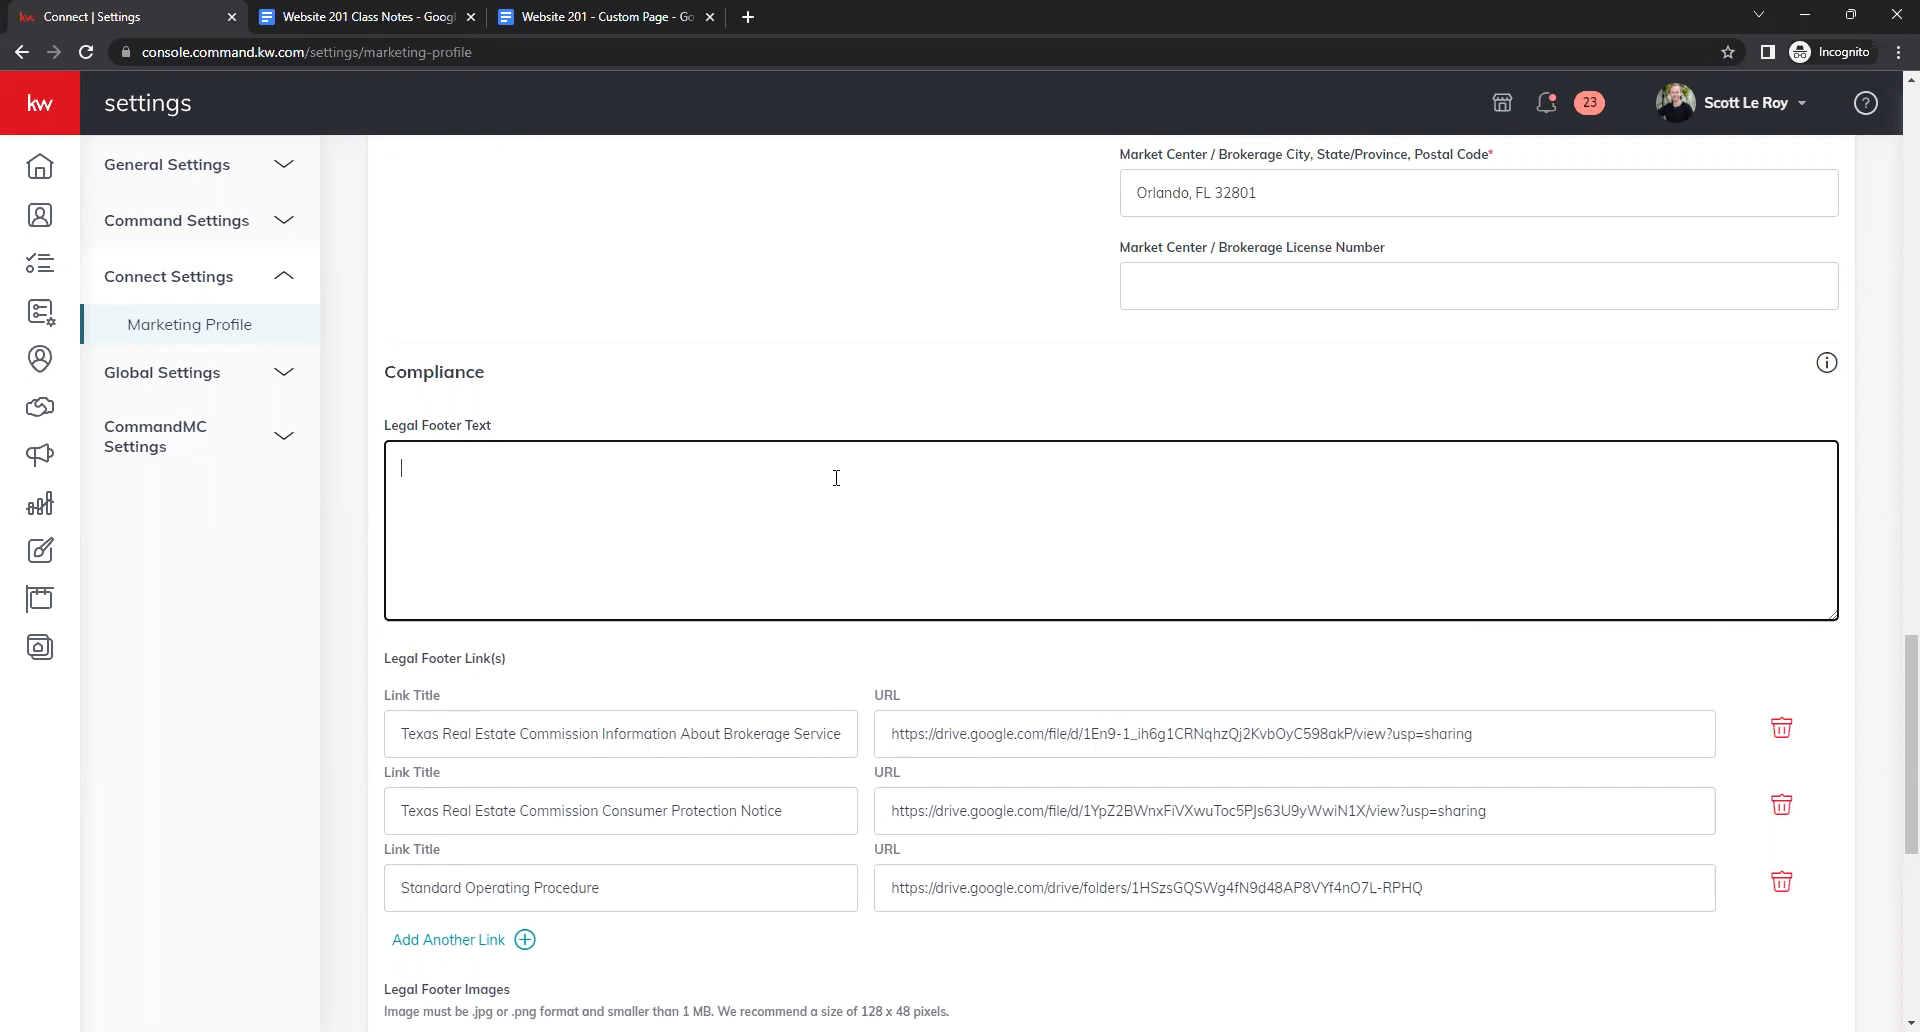 kw Connect | Settings
Website 201 Class Notes - Googl
Website 201 - Custom Page - Go
console.command.kw.com/settings/marketing-profile
Incognito
kw
settings
23
Scott Le Roy
General Settings
Command Settings
Connect Settings
Marketing Profile
Global Settings
CommandMC
Settings
Market Center / Brokerage City, State/Province, Postal Code*
Orlando, FL 32801
Market Center / Brokerage License Number
Compliance
Legal Footer Text
Legal Footer Link(s)
Link Title URL
Texas Real Estate Commission Information About Brokerage Service https://drive.google.com/file/d/1En9-1_ih6g1CRNqhzQj2KvbOyC598akP/view?usp=sharing
Link Title URL
Texas Real Estate Commission Consumer Protection Notice https://drive.google.com/file/d/1YpZ2BWnxFiVXwuToc5PJs63U9yWwiN1X/view?usp=sharing
Link Title URL
Standard Operating Procedure https://drive.google.com/drive/folders/1HSzsGQSWg4fN9d48AP8VYf4nO7L-RPHQ
Add Another Link
Legal Footer Images
Image must be .jpg or .png format and smaller than 1 MB. We recommend a size of 128 x 48 pixels.